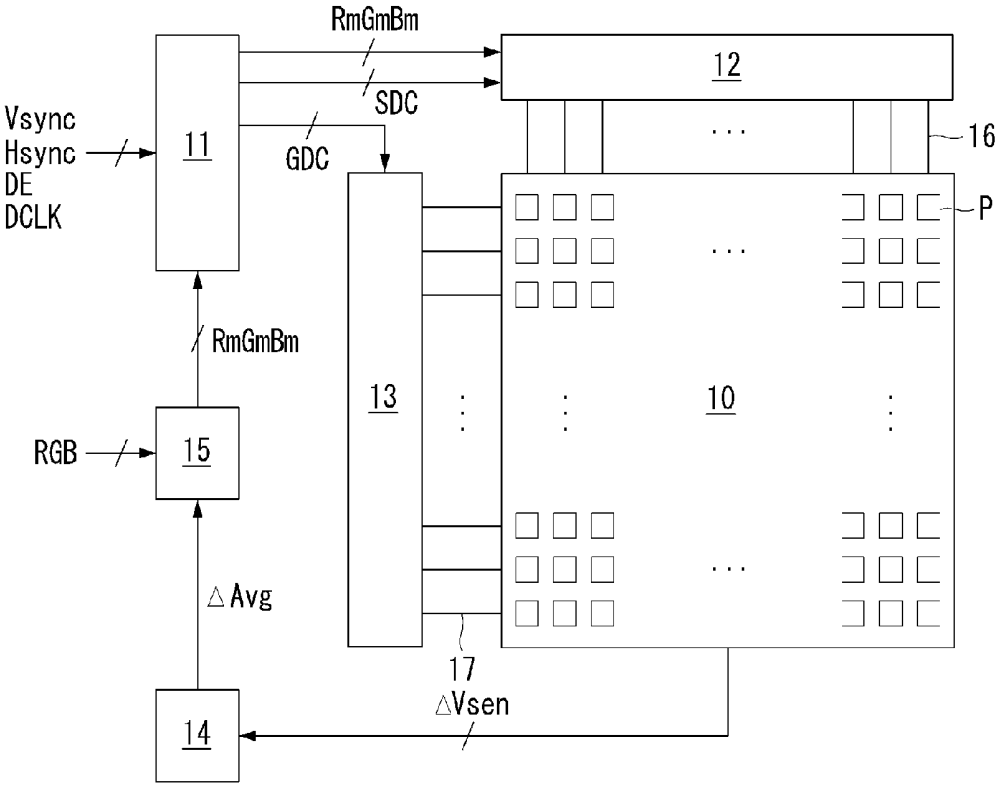 RmGmBm
12
SDC
Vsync
Hsync
DE
DCLK
11
GDC
. . .
16
P
. . .
RmGmBm
13
10
RGB
15
. . .
△Avg
17
△Vsen
14